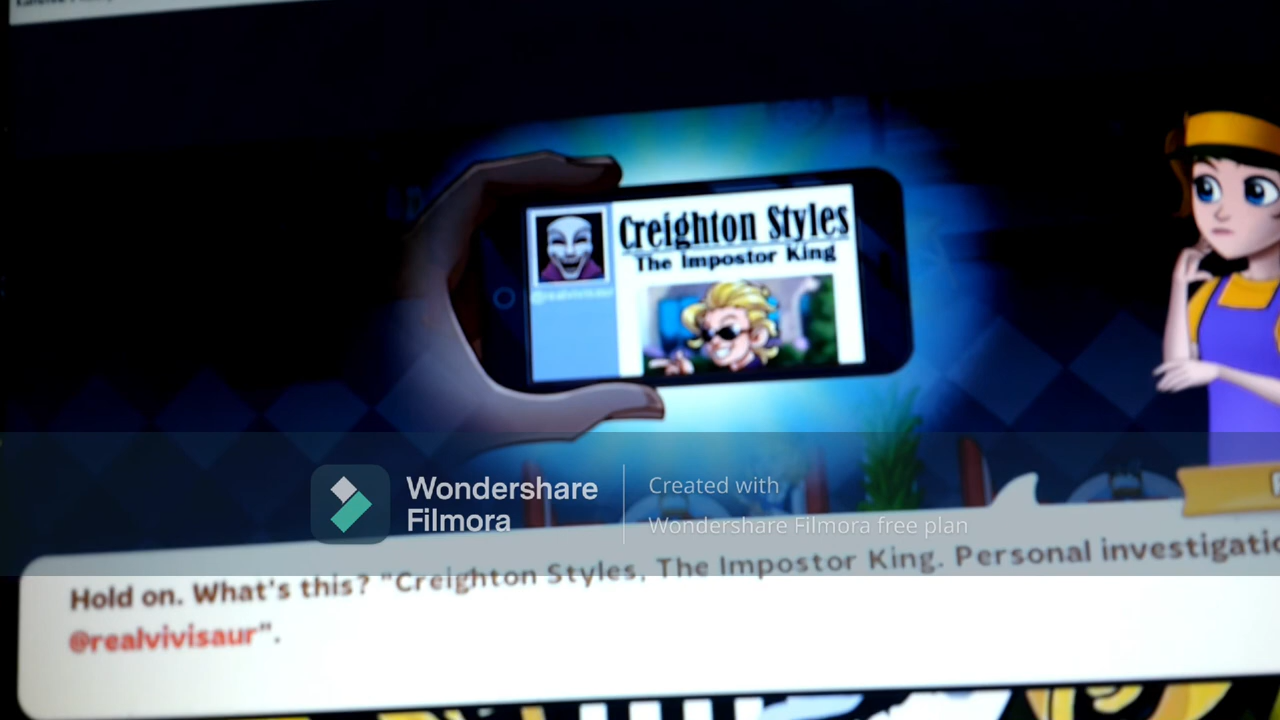 Creighton Styles
The Impostor King
@realvivisaur
Wondershare
Filmora
Created with
Wondershare Filmora free plan
Hold on. What's this? "Creighton Styles. The Impostor King. Personal
@realvivisaur".